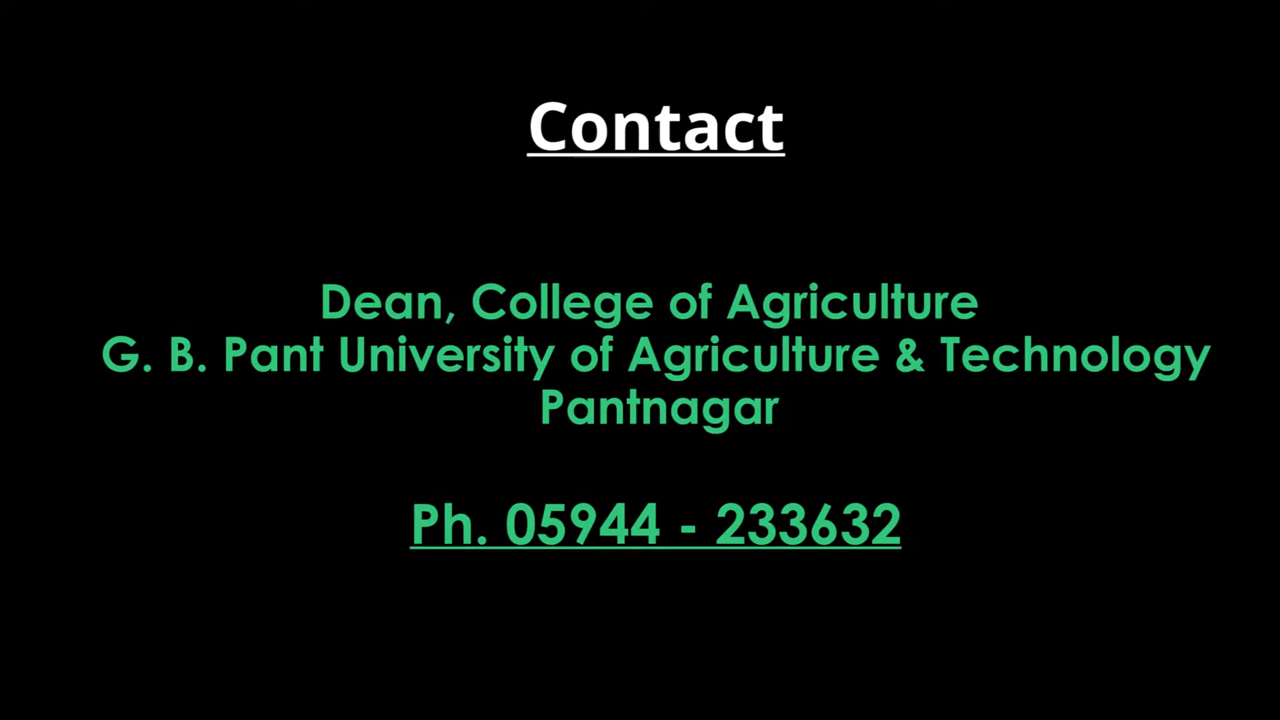 Contact
Dean, College of Agriculture
G. B. Pant University of Agriculture & Technology
Pantnagar
Ph. 05944 - 233632